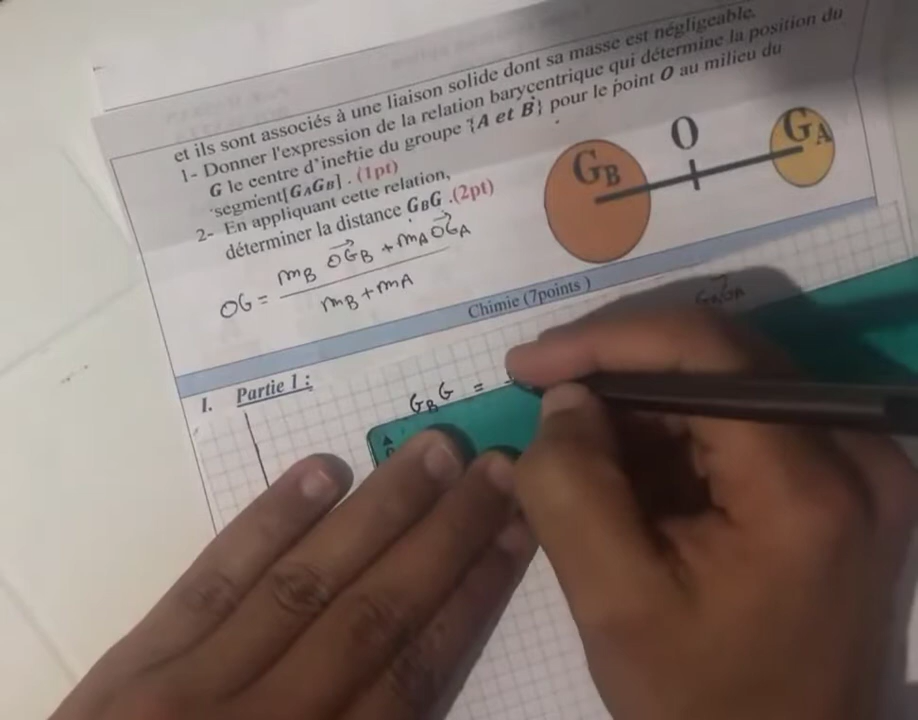 et ils sont associés à une liaison solide dont sa masse est négligeable.
1- Donner l'expression de la relation barycentrique qui détermine la position du
G le centre d'inertie du groupe {A et B} pour le point O au milieu du
segment[GAGB] . (1pt)
2- En appliquant cette relation,
déterminer la distance GBG .(2pt)
GB
O
GA
OG = mB OGB + mA OGA
mB + mA
Chimie (7points )
I. Partie 1 :
GBG =